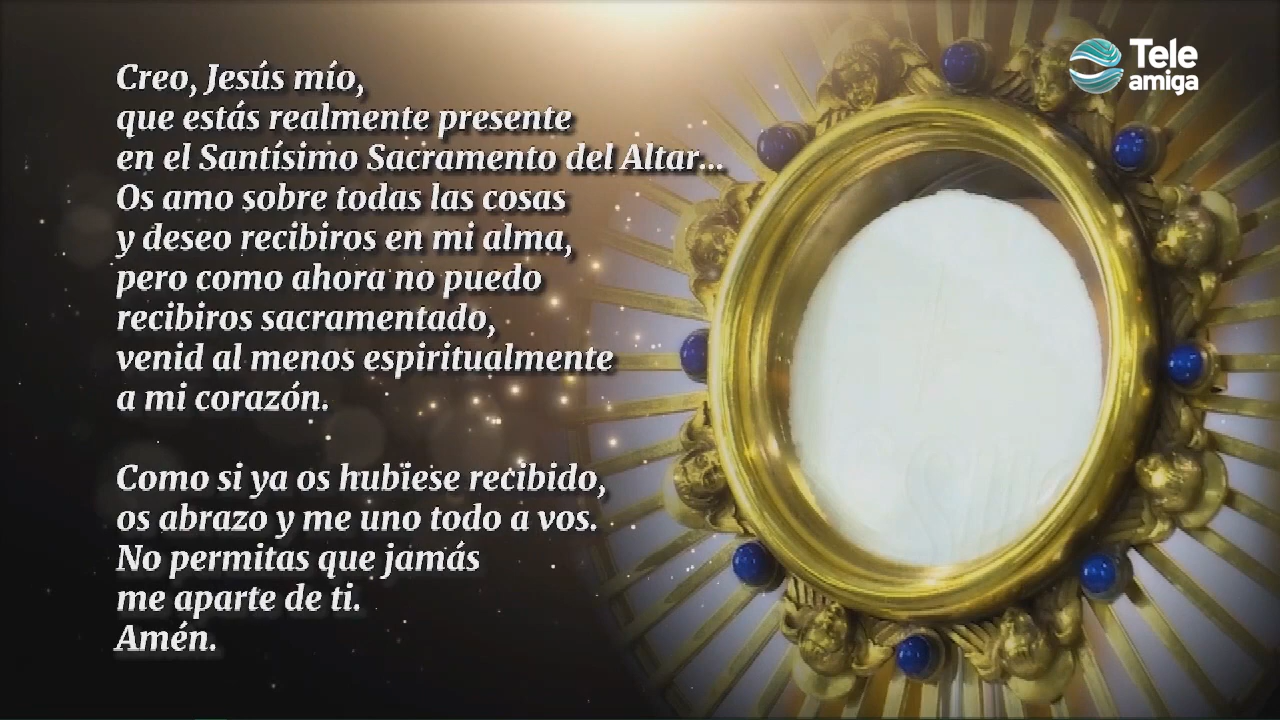 Creo, Jesús mío,
que estás realmente presente
en el Santísimo Sacramento del Altar...
Os amo sobre todas las cosas
y deseo recibiros en mi alma,
pero como ahora no puedo
recibiros sacramentado,
venid al menos espiritualmente
a mi corazón.
Como si ya os hubiese recibido,
os abrazo y me uno todo a vos.
No permitas que jamás
me aparte de ti.
Amén.
Tele
amiga